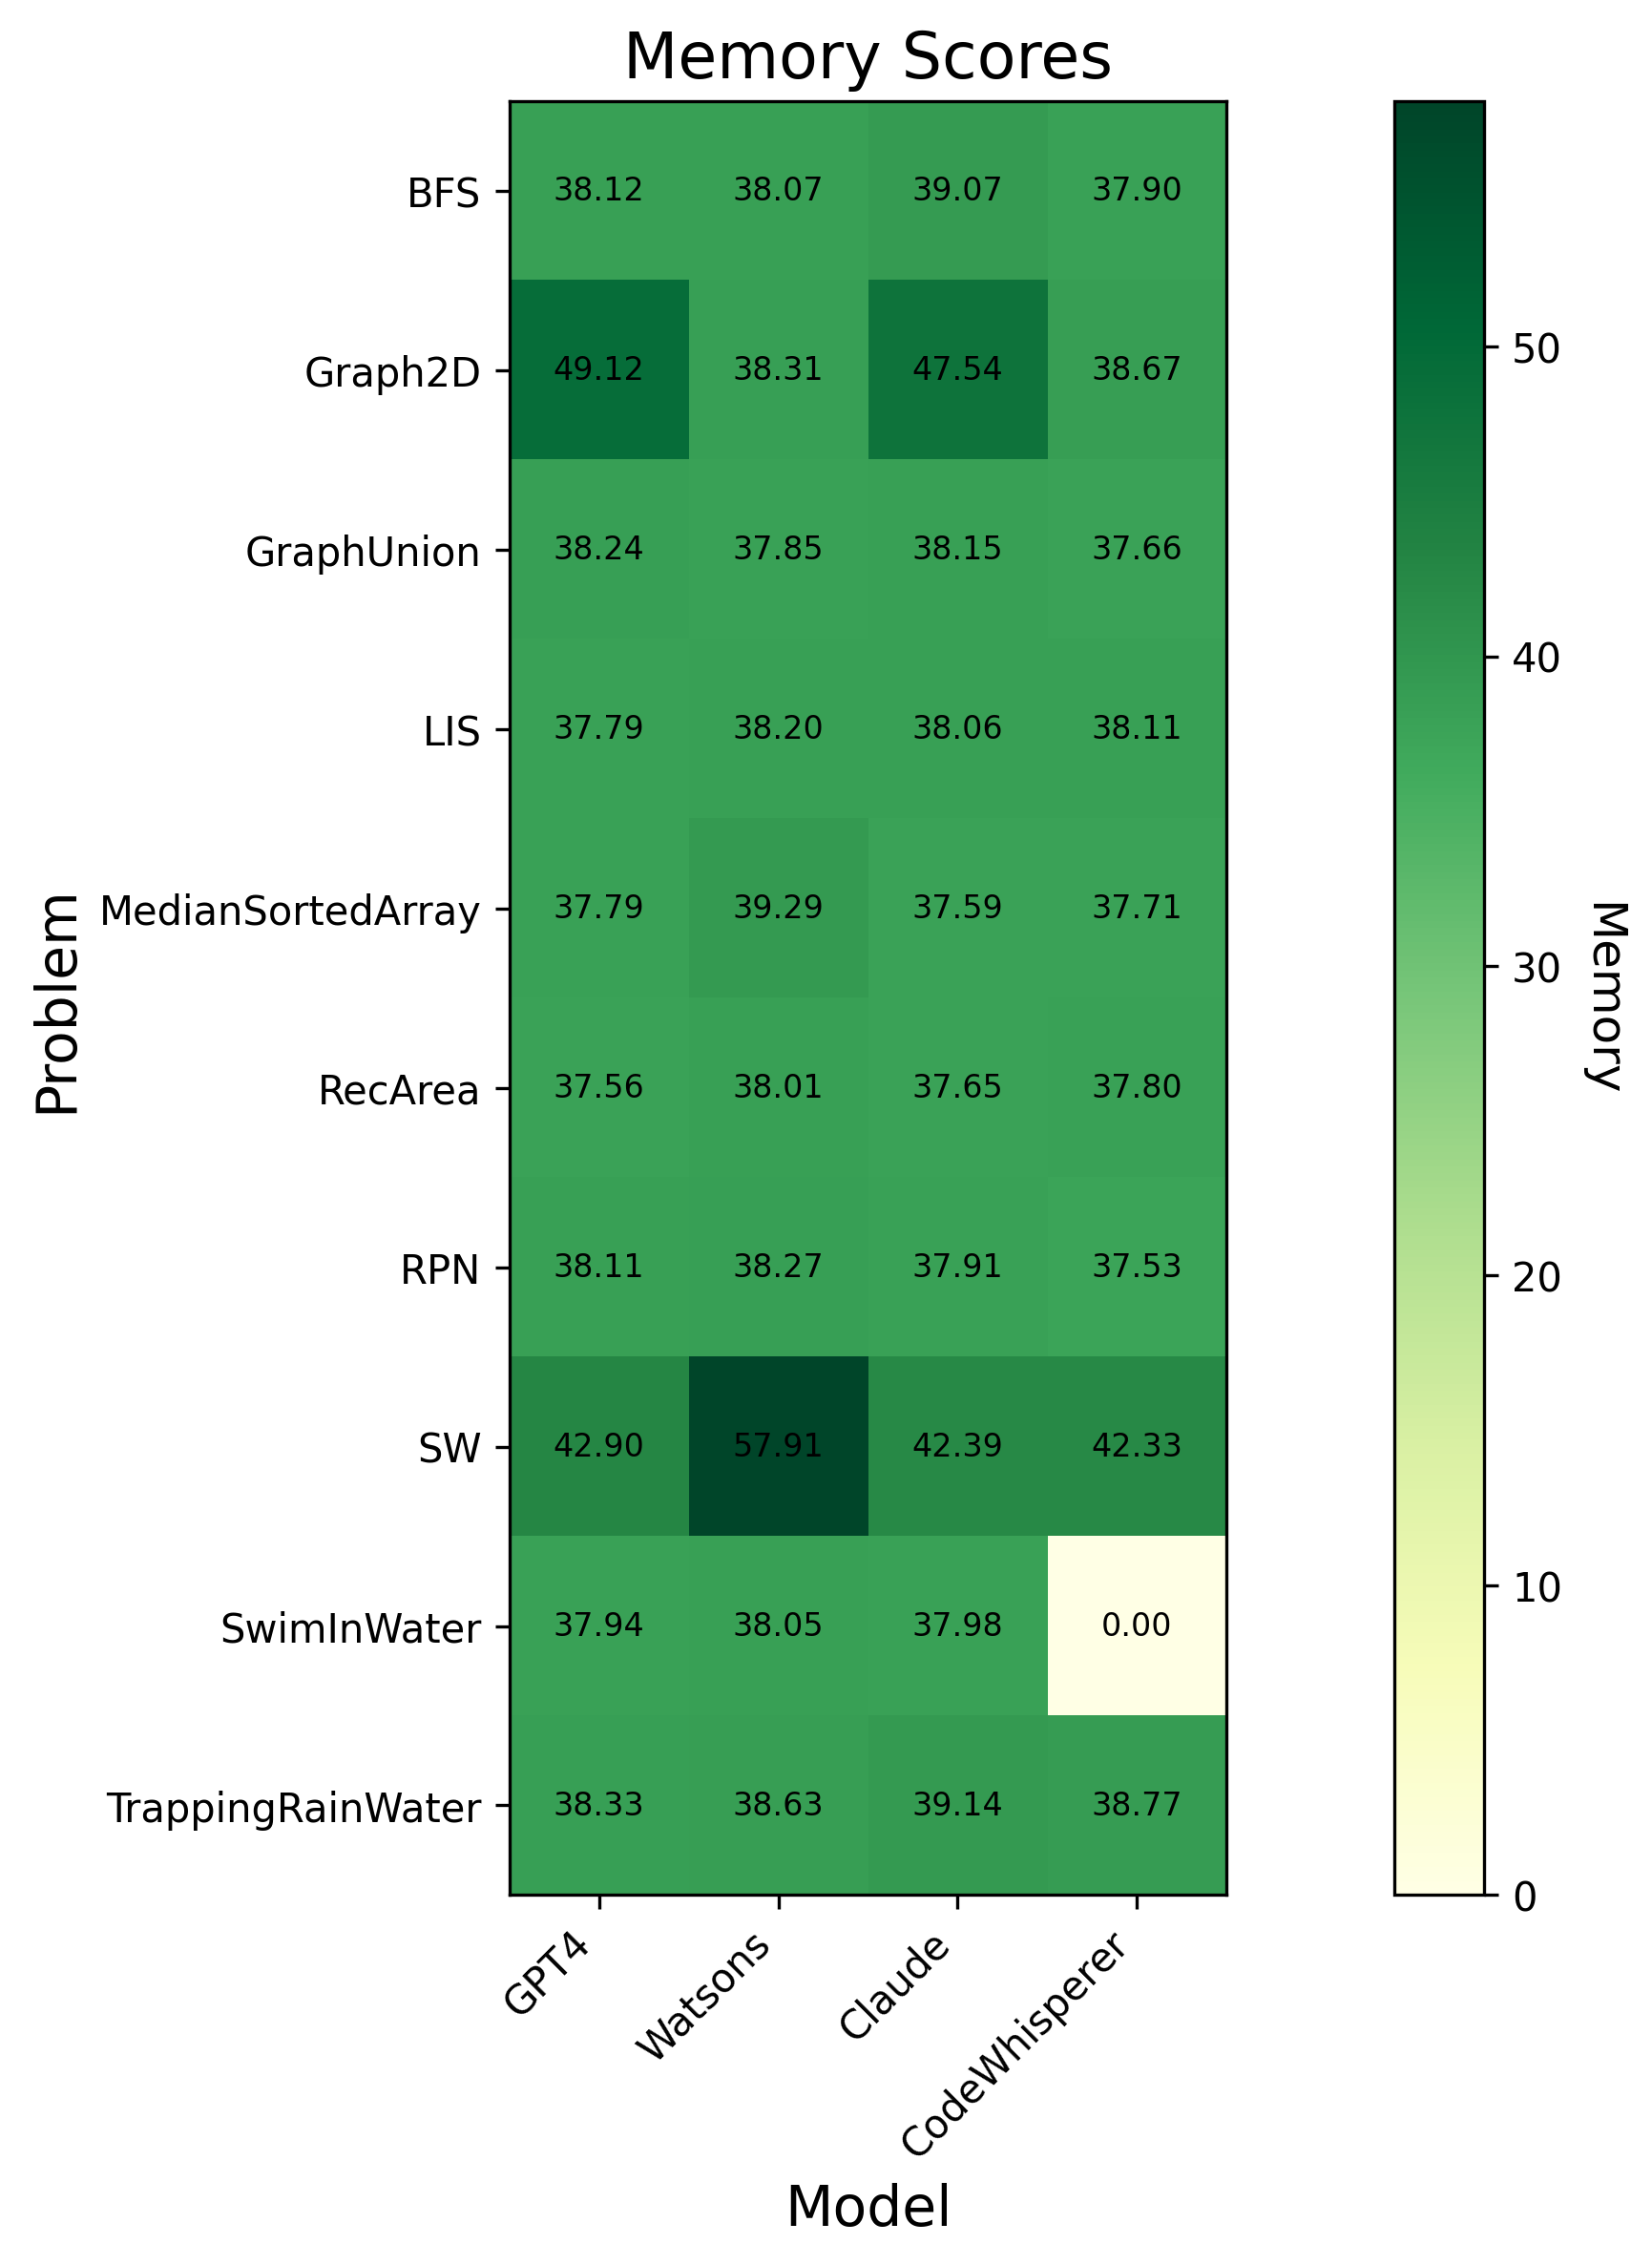 Memory Scores
BFS 38.12 38.07 39.07 37.90
Graph2D 49.12 38.31 47.54 38.67
GraphUnion 38.24 37.85 38.15 37.66
LIS 37.79 38.20 38.06 38.11
MedianSortedArray 37.79 39.29 37.59 37.71
RecArea 37.56 38.01 37.65 37.80
RPN 38.11 38.27 37.91 37.53
SW 42.90 57.91 42.39 42.33
SwimInWater 37.94 38.05 37.98 0.00
TrappingRainWater 38.33 38.63 39.14 38.77
Problem
GPT4
Watsons
Claude
CodeWhisperer
Model
50
40
30
20
10
0
Memory